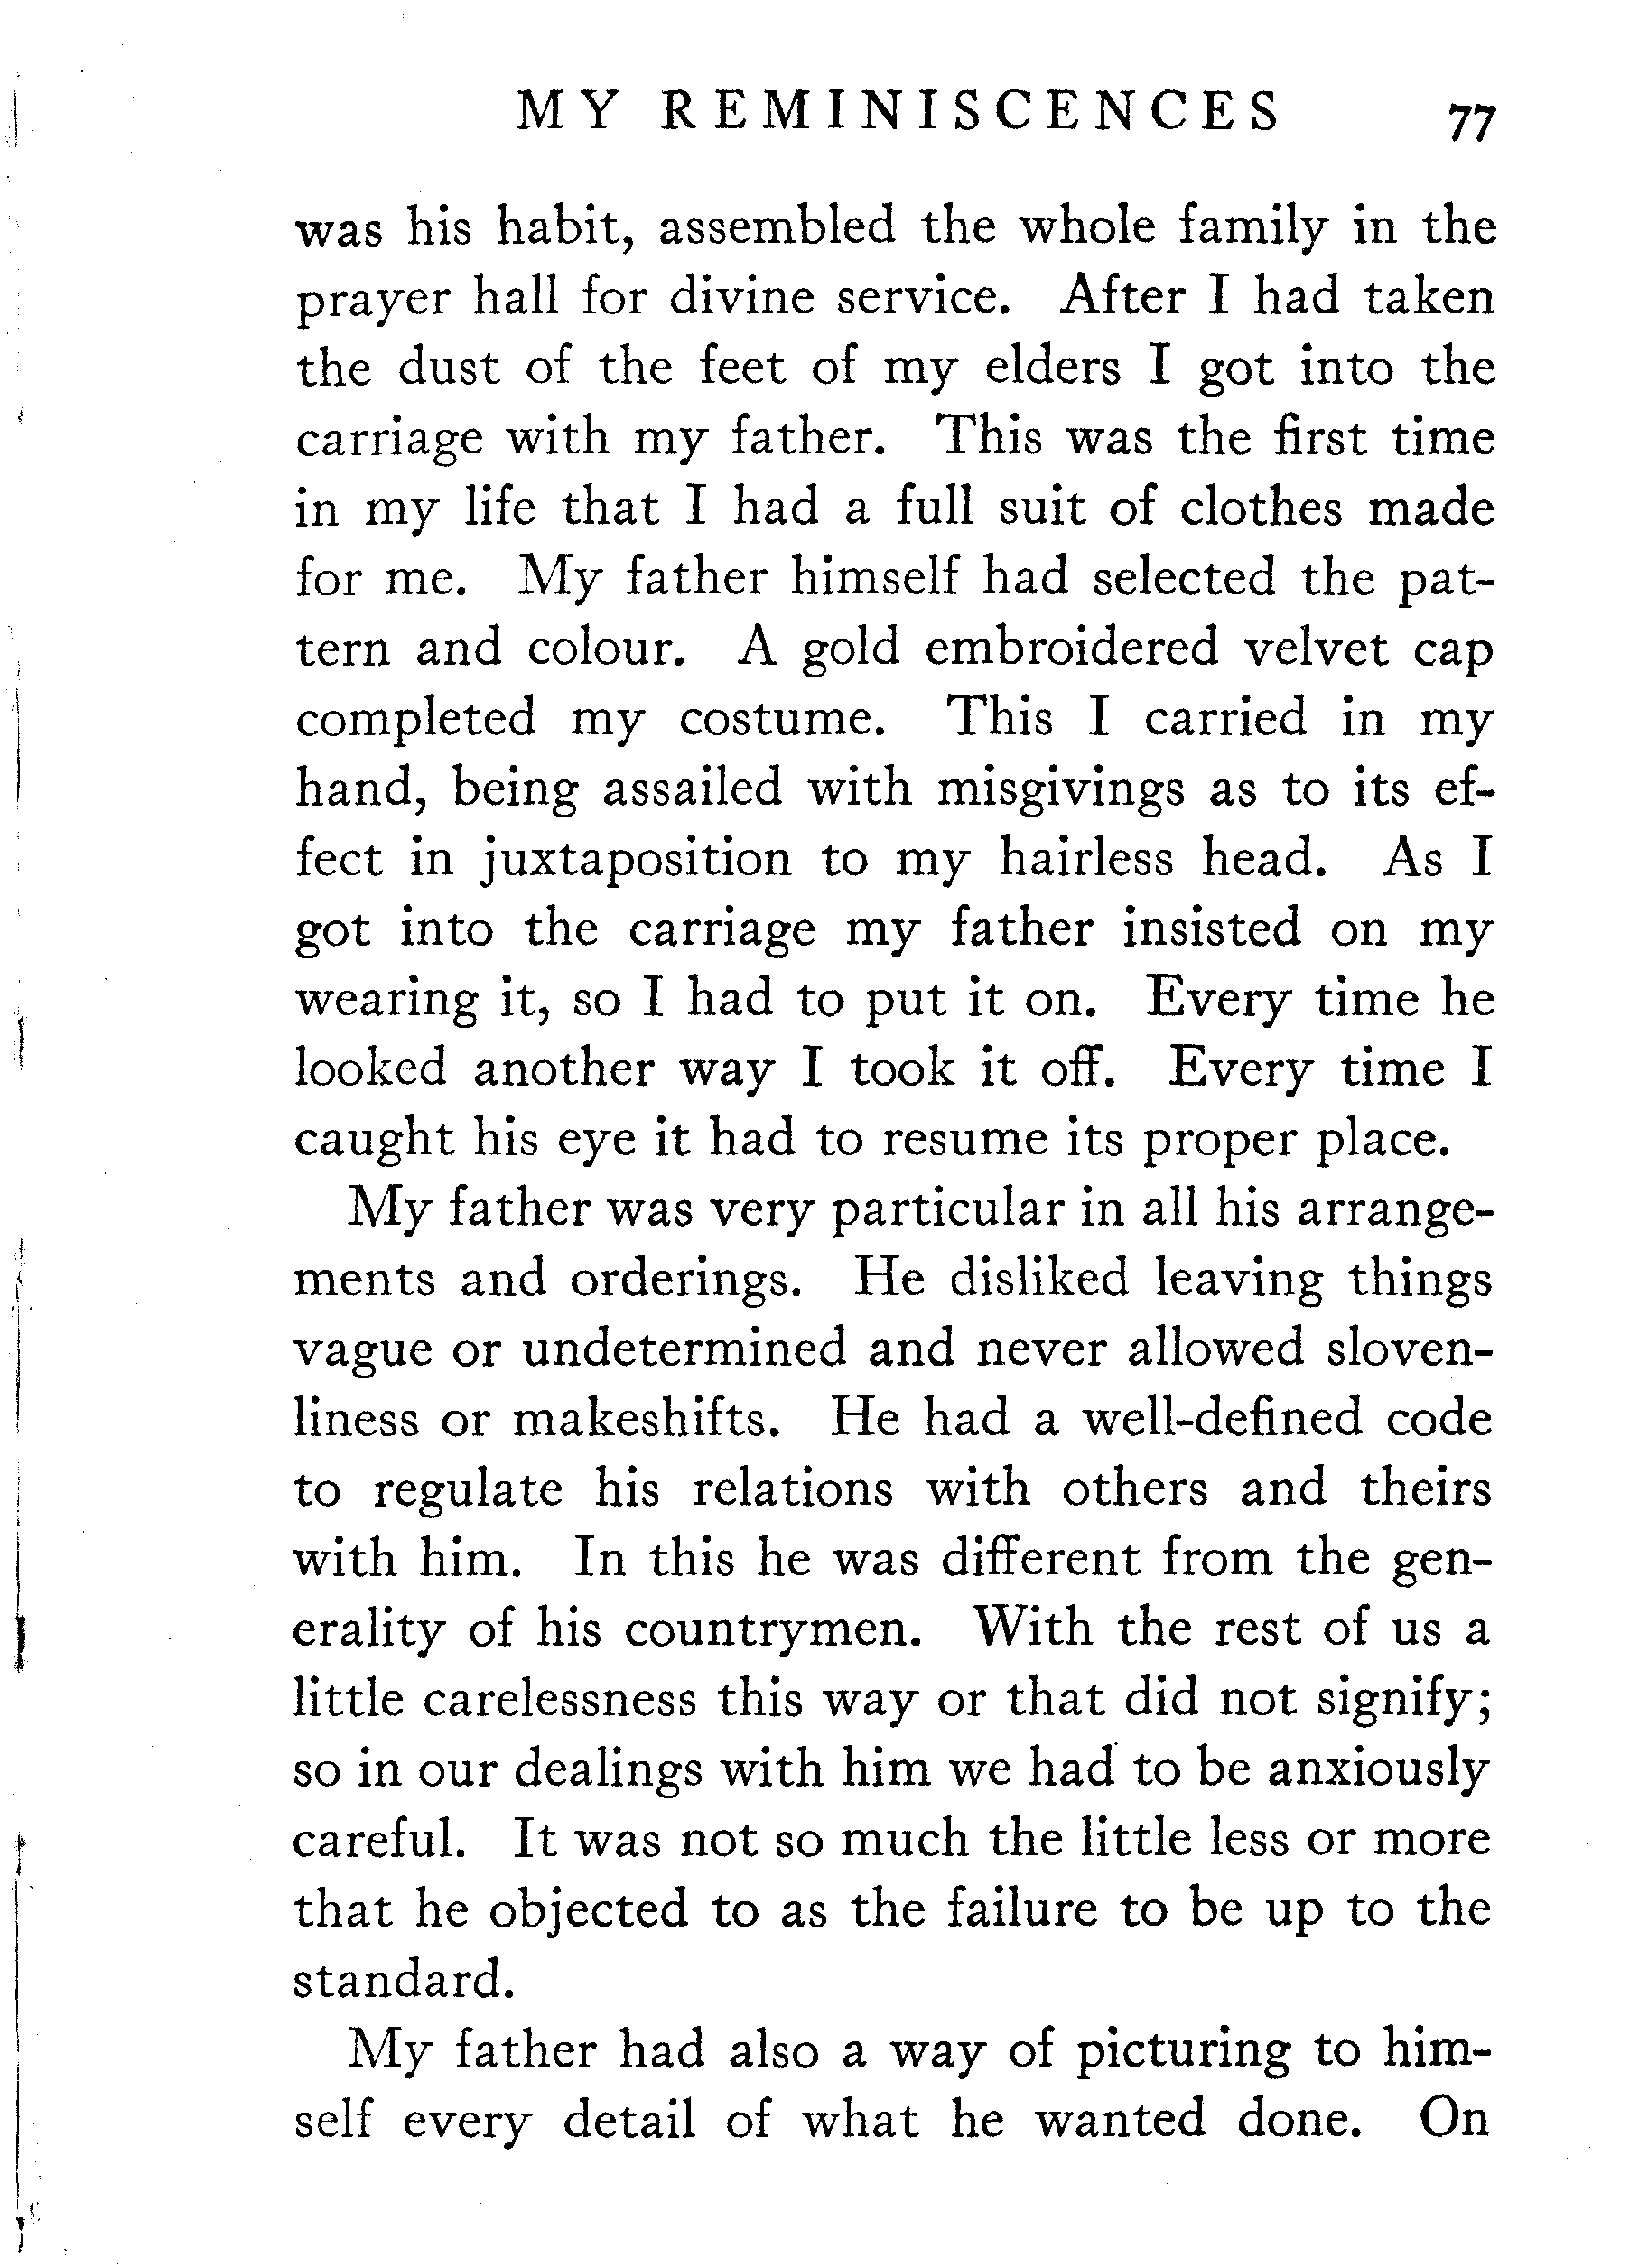 MY REMINISCENCES 77
was his habit, assembled the whole family in the
prayer hall for divine service. After I had taken
the dust of the feet of my elders I got into the
carriage with my father. This was the first time
in my life that I had a full suit of clothes made
for me. My father himself had selected the pat-
tern and colour. A gold embroidered velvet cap
completed my costume. This I carried in my
hand, being assailed with misgivings as to its ef-
fect in juxtaposition to my hairless head. As I
got into the carriage my father insisted on my
wearing it, so I had to put it on. Every time he
looked another way I took it off. Every time I
caught his eye it had to resume its proper place.
My father was very particular in all his arrange-
ments and orderings. He disliked leaving things
vague or undetermined and never allowed sloven-
liness or makeshifts. He had a well-defined code
to regulate his relations with others and theirs
with him. In this he was different from the gen-
erality of his countrymen. With the rest of us a
little carelessness this way or that did not signify;
so in our dealings with him we had to be anxiously
careful. It was not so much the little less or more
that he objected to as the failure to be up to the
standard.
My father had also a way of picturing to him-
self every detail of what he wanted done. On